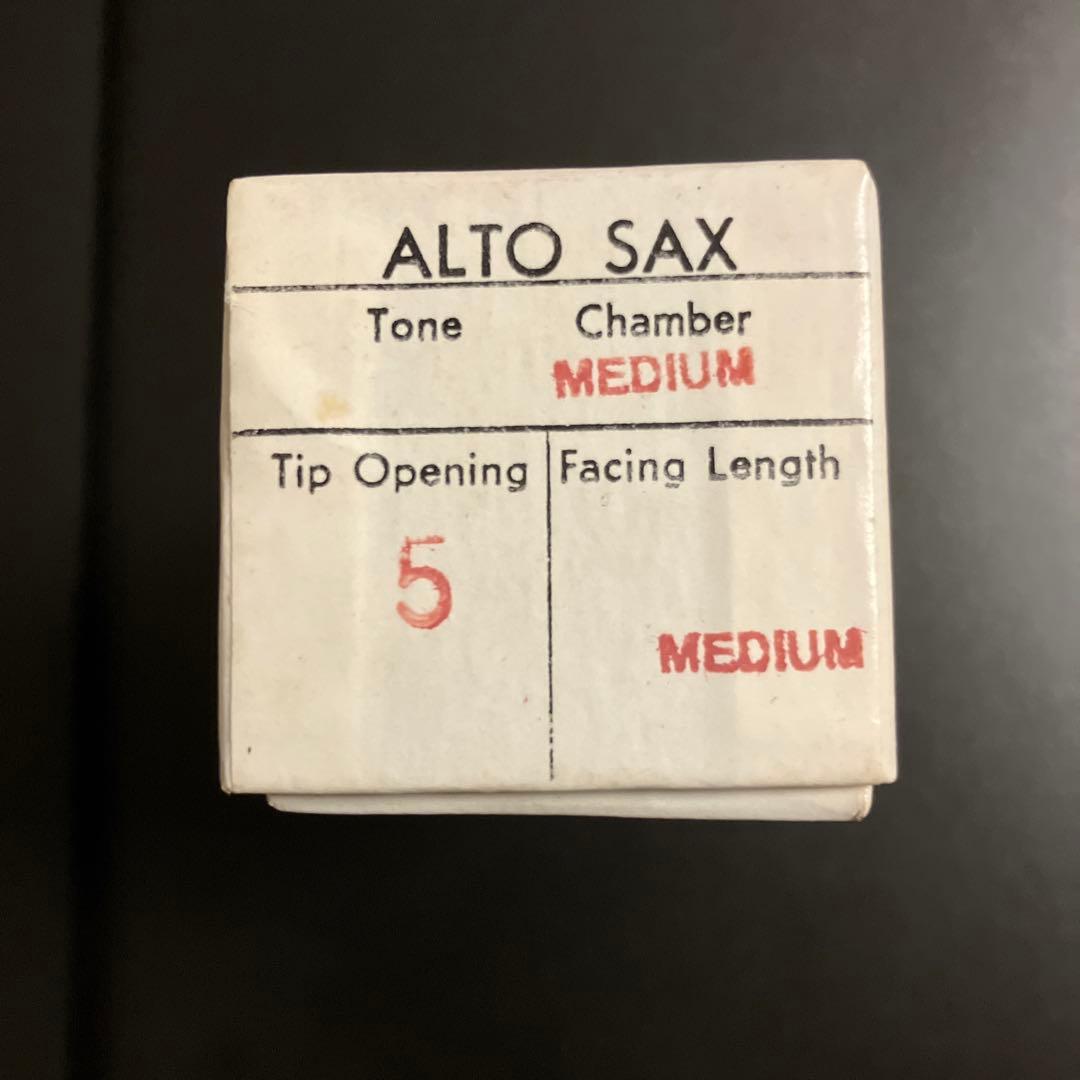 ALTO SAX
Tone Chamber
MEDIUM
Tip Opening
5
Facing Length
MEDIUM